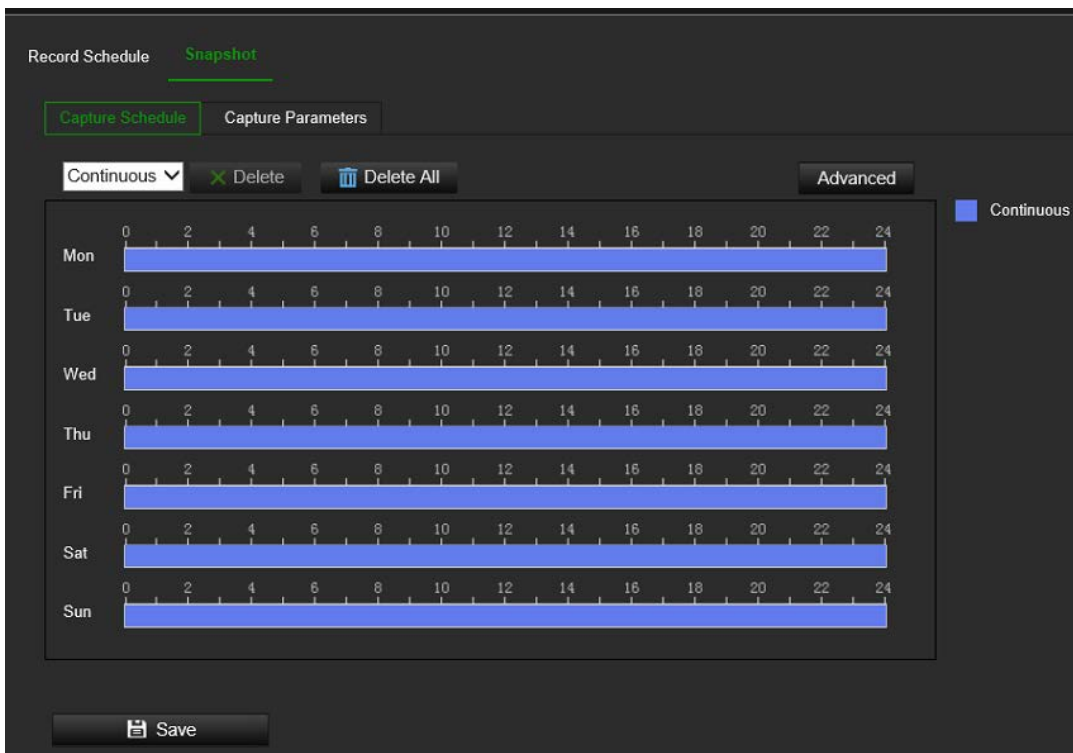 Record Schedule Snapshot
Capture Schedule Capture Parameters
Continuous Delete Delete All Advanced
Continuous
0 2 4 6 8 10 12 14 16 18 20 22 24
Mon
0 2 4 6 8 10 12 14 16 18 20 22 24
Tue
0 2 4 6 8 10 12 14 16 18 20 22 24
Wed
0 2 4 6 8 10 12 14 16 18 20 22 24
Thu
0 2 4 6 8 10 12 14 16 18 20 22 24
Fri
0 2 4 6 8 10 12 14 16 18 20 22 24
Sat
0 2 4 6 8 10 12 14 16 18 20 22 24
Sun
Save